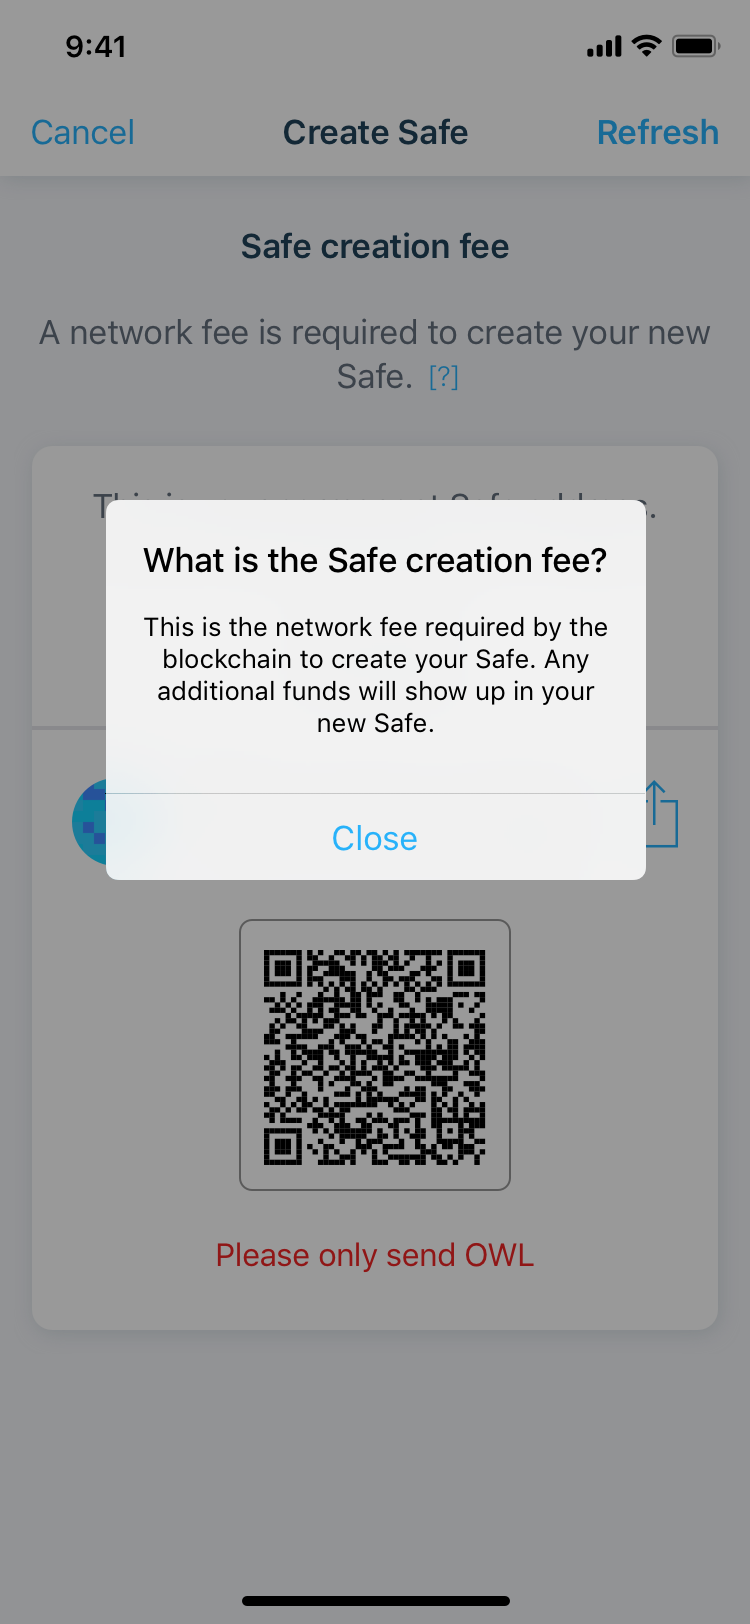 9:41
Cancel
Create Safe
Refresh
Safe creation fee
A network fee is required to create your new
Safe. [?]
What is the Safe creation fee?
This is the network fee required by the
blockchain to create your Safe. Any
additional funds will show up in your
new Safe.
Close
Please only send OWL